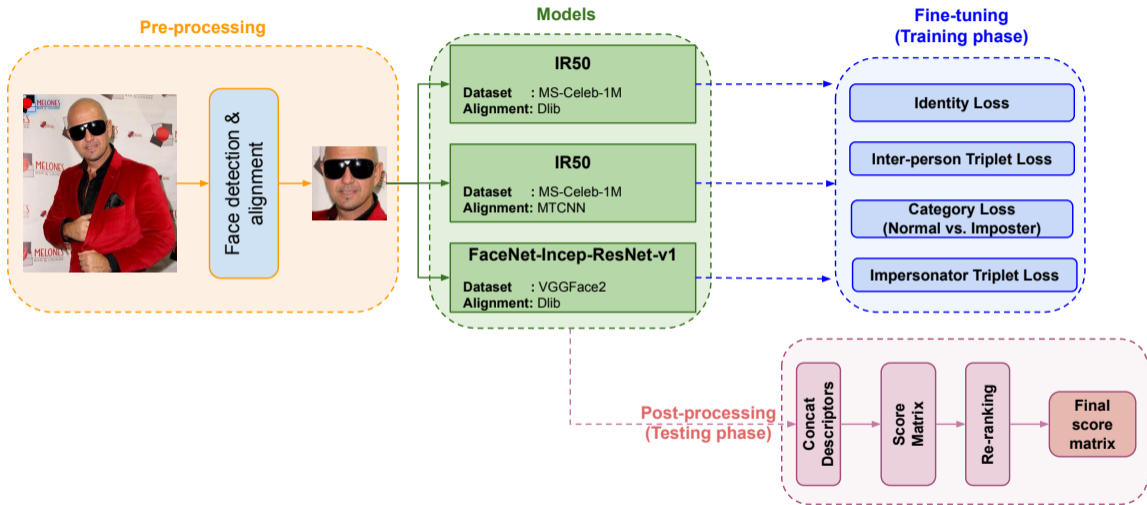 Pre-processing
MELONES
MELONES
Face detection &
alignment
Models
IR50
Dataset : MS-Celeb-1M
Alignment: Dlib
IR50
Dataset : MS-Celeb-1M
Alignment: MTCNN
FaceNet-Incep-ResNet-v1
Dataset : VGGFace2
Alignment: Dlib
Fine-tuning
(Training phase)
Identity Loss
Inter-person Triplet Loss
Category Loss
(Normal vs. Imposter)
Impersonator Triplet Loss
Post-processing
(Testing phase)
Concat
Descriptors
Score
Matrix
Re-ranking
Final
score
matrix